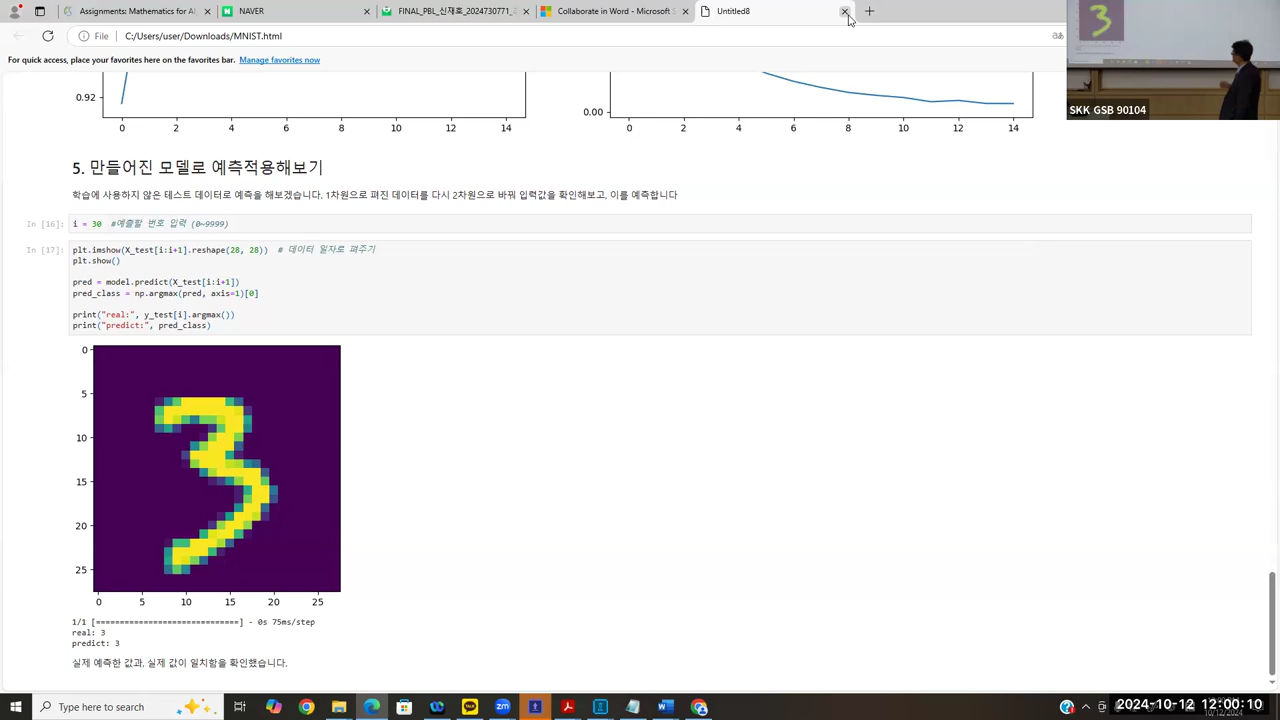 Assignments: Mathematics for AI
NAVER
FINAL_PBL_신재호_2024730771_
Collaborate in Word - Microsoft S
Untitled8
File
C:/Users/user/Downloads/MNIST.html
For quick access, place your favorites here on the favorites bar. Manage favorites now
SKK GSB 90104
0.92
0.00
0 2 4 6 8 10 12 14
0 2 4 6 8 10 12 14
5. 만들어진 모델로 예측적용해보기
학습에 사용하지 않은 테스트 데이터로 예측을 해보겠습니다. 1차원으로 펴진 데이터를 다시 2차원으로 바꿔 입력값을 확인해보고, 이를 예측합니다
In [16]: i = 30 #예측할 번호 입력 (0~9999)
In [17]: plt.imshow(X_test[i:i+1].reshape(28, 28)) # 데이터 일자로 펴주기
plt.show()
pred = model.predict(X_test[i:i+1])
pred_class = np.argmax(pred, axis=1)[0]
print("real:", y_test[i].argmax())
print("predict:", pred_class)
0
5
10
15
20
25
0 5 10 15 20 25
3
1/1 [==============================] - 0s 75ms/step
real: 3
predict: 3
실제 예측한 값과, 실제 값이 일치함을 확인했습니다.
Type here to search
2024-10-12 12:00:10
10/12/2024